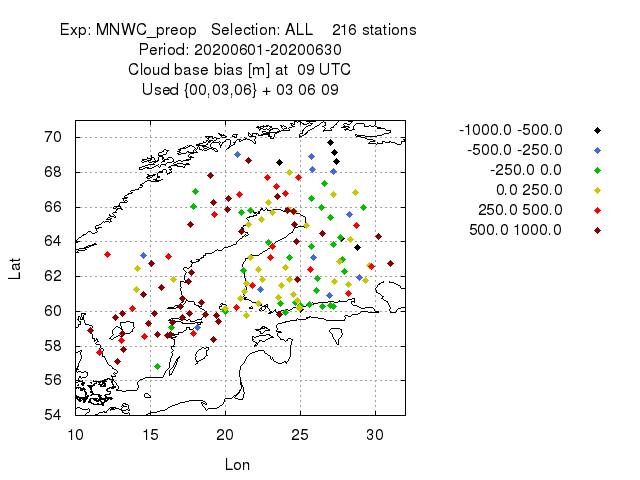 Exp: MNWC_preop   Selection: ALL    216 stations
Period: 20200601-20200630
Cloud base bias [m] at  09 UTC
Used {00,03,06} + 03 06 09
-1000.0 -500.0
-500.0 -250.0
-250.0 0.0
0.0 250.0
250.0 500.0
500.0 1000.0
Lat
70
68
66
64
62
60
58
56
54
10 15 20 25 30
Lon